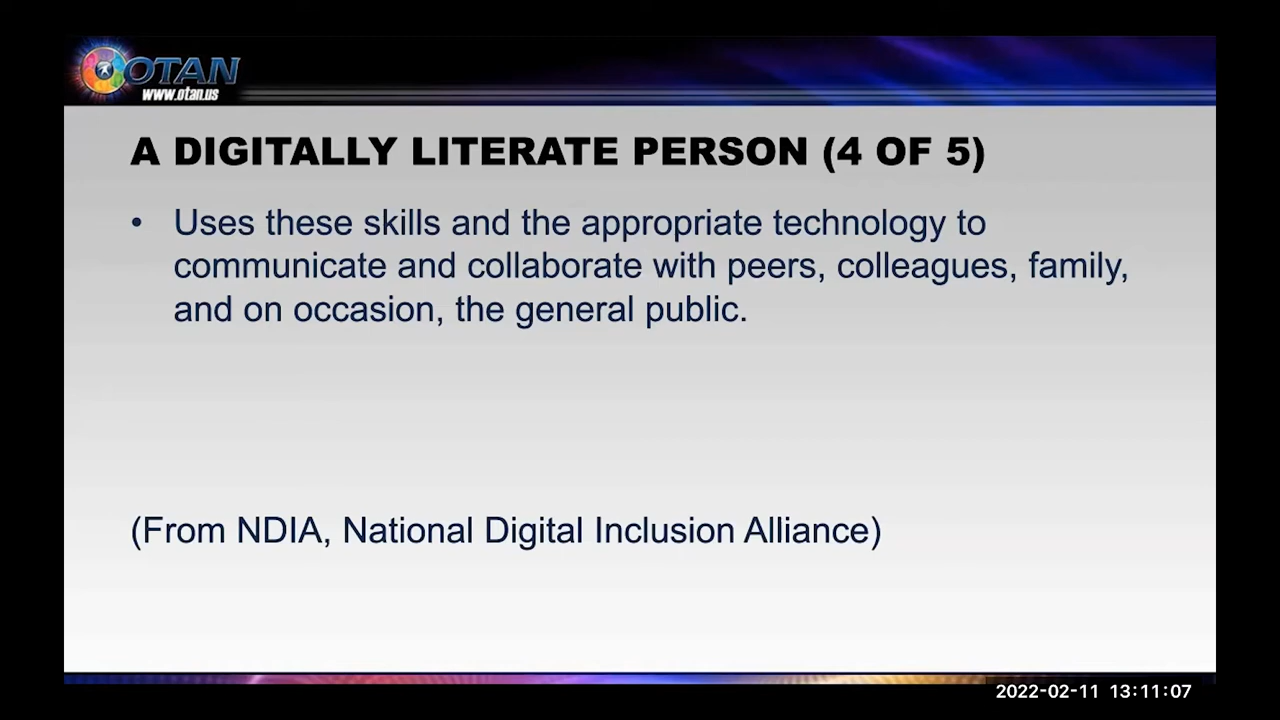 OTAN
www.otan.us
A DIGITALLY LITERATE PERSON (4 OF 5)
• Uses these skills and the appropriate technology to
communicate and collaborate with peers, colleagues, family,
and on occasion, the general public.
(From NDIA, National Digital Inclusion Alliance)
2022-02-11 13:11:07